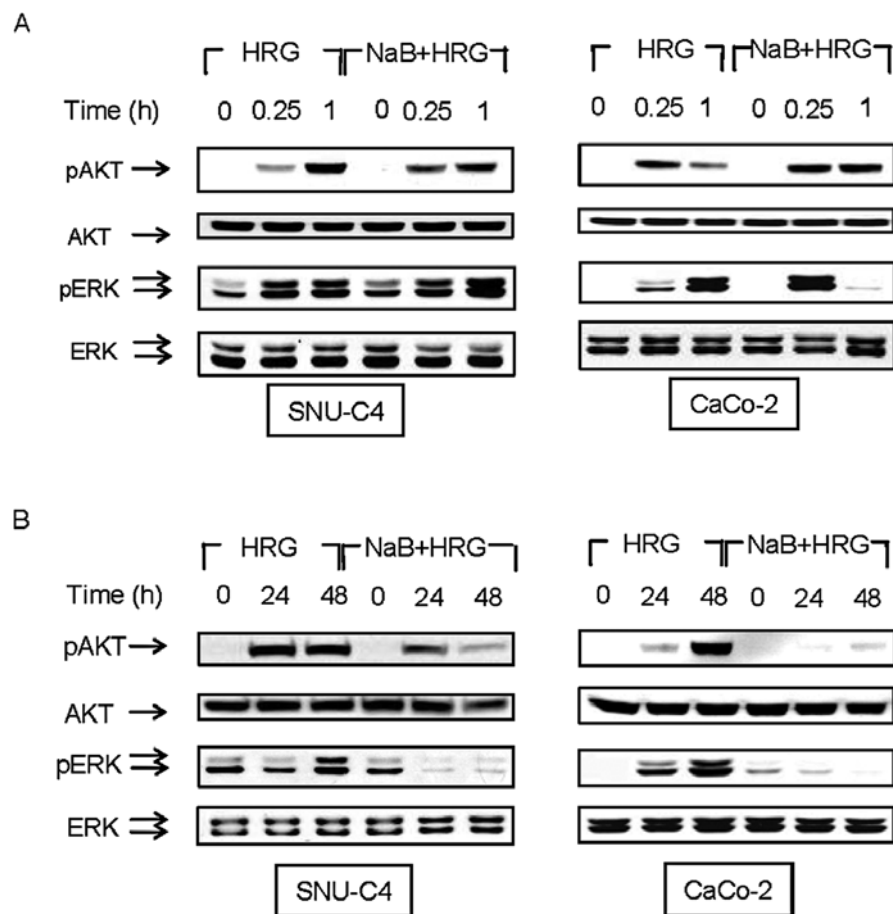 A
HRG NaB+HRG HRG NaB+HRG
Time (h) 0 0.25 1 0 0.25 1 0 0.25 1 0 0.25 1
pAKT
AKT
pERK
ERK
SNU-C4 CaCo-2
B
HRG NaB+HRG HRG NaB+HRG
Time (h) 0 24 48 0 24 48 0 24 48 0 24 48
pAKT
AKT
pERK
ERK
SNU-C4 CaCo-2